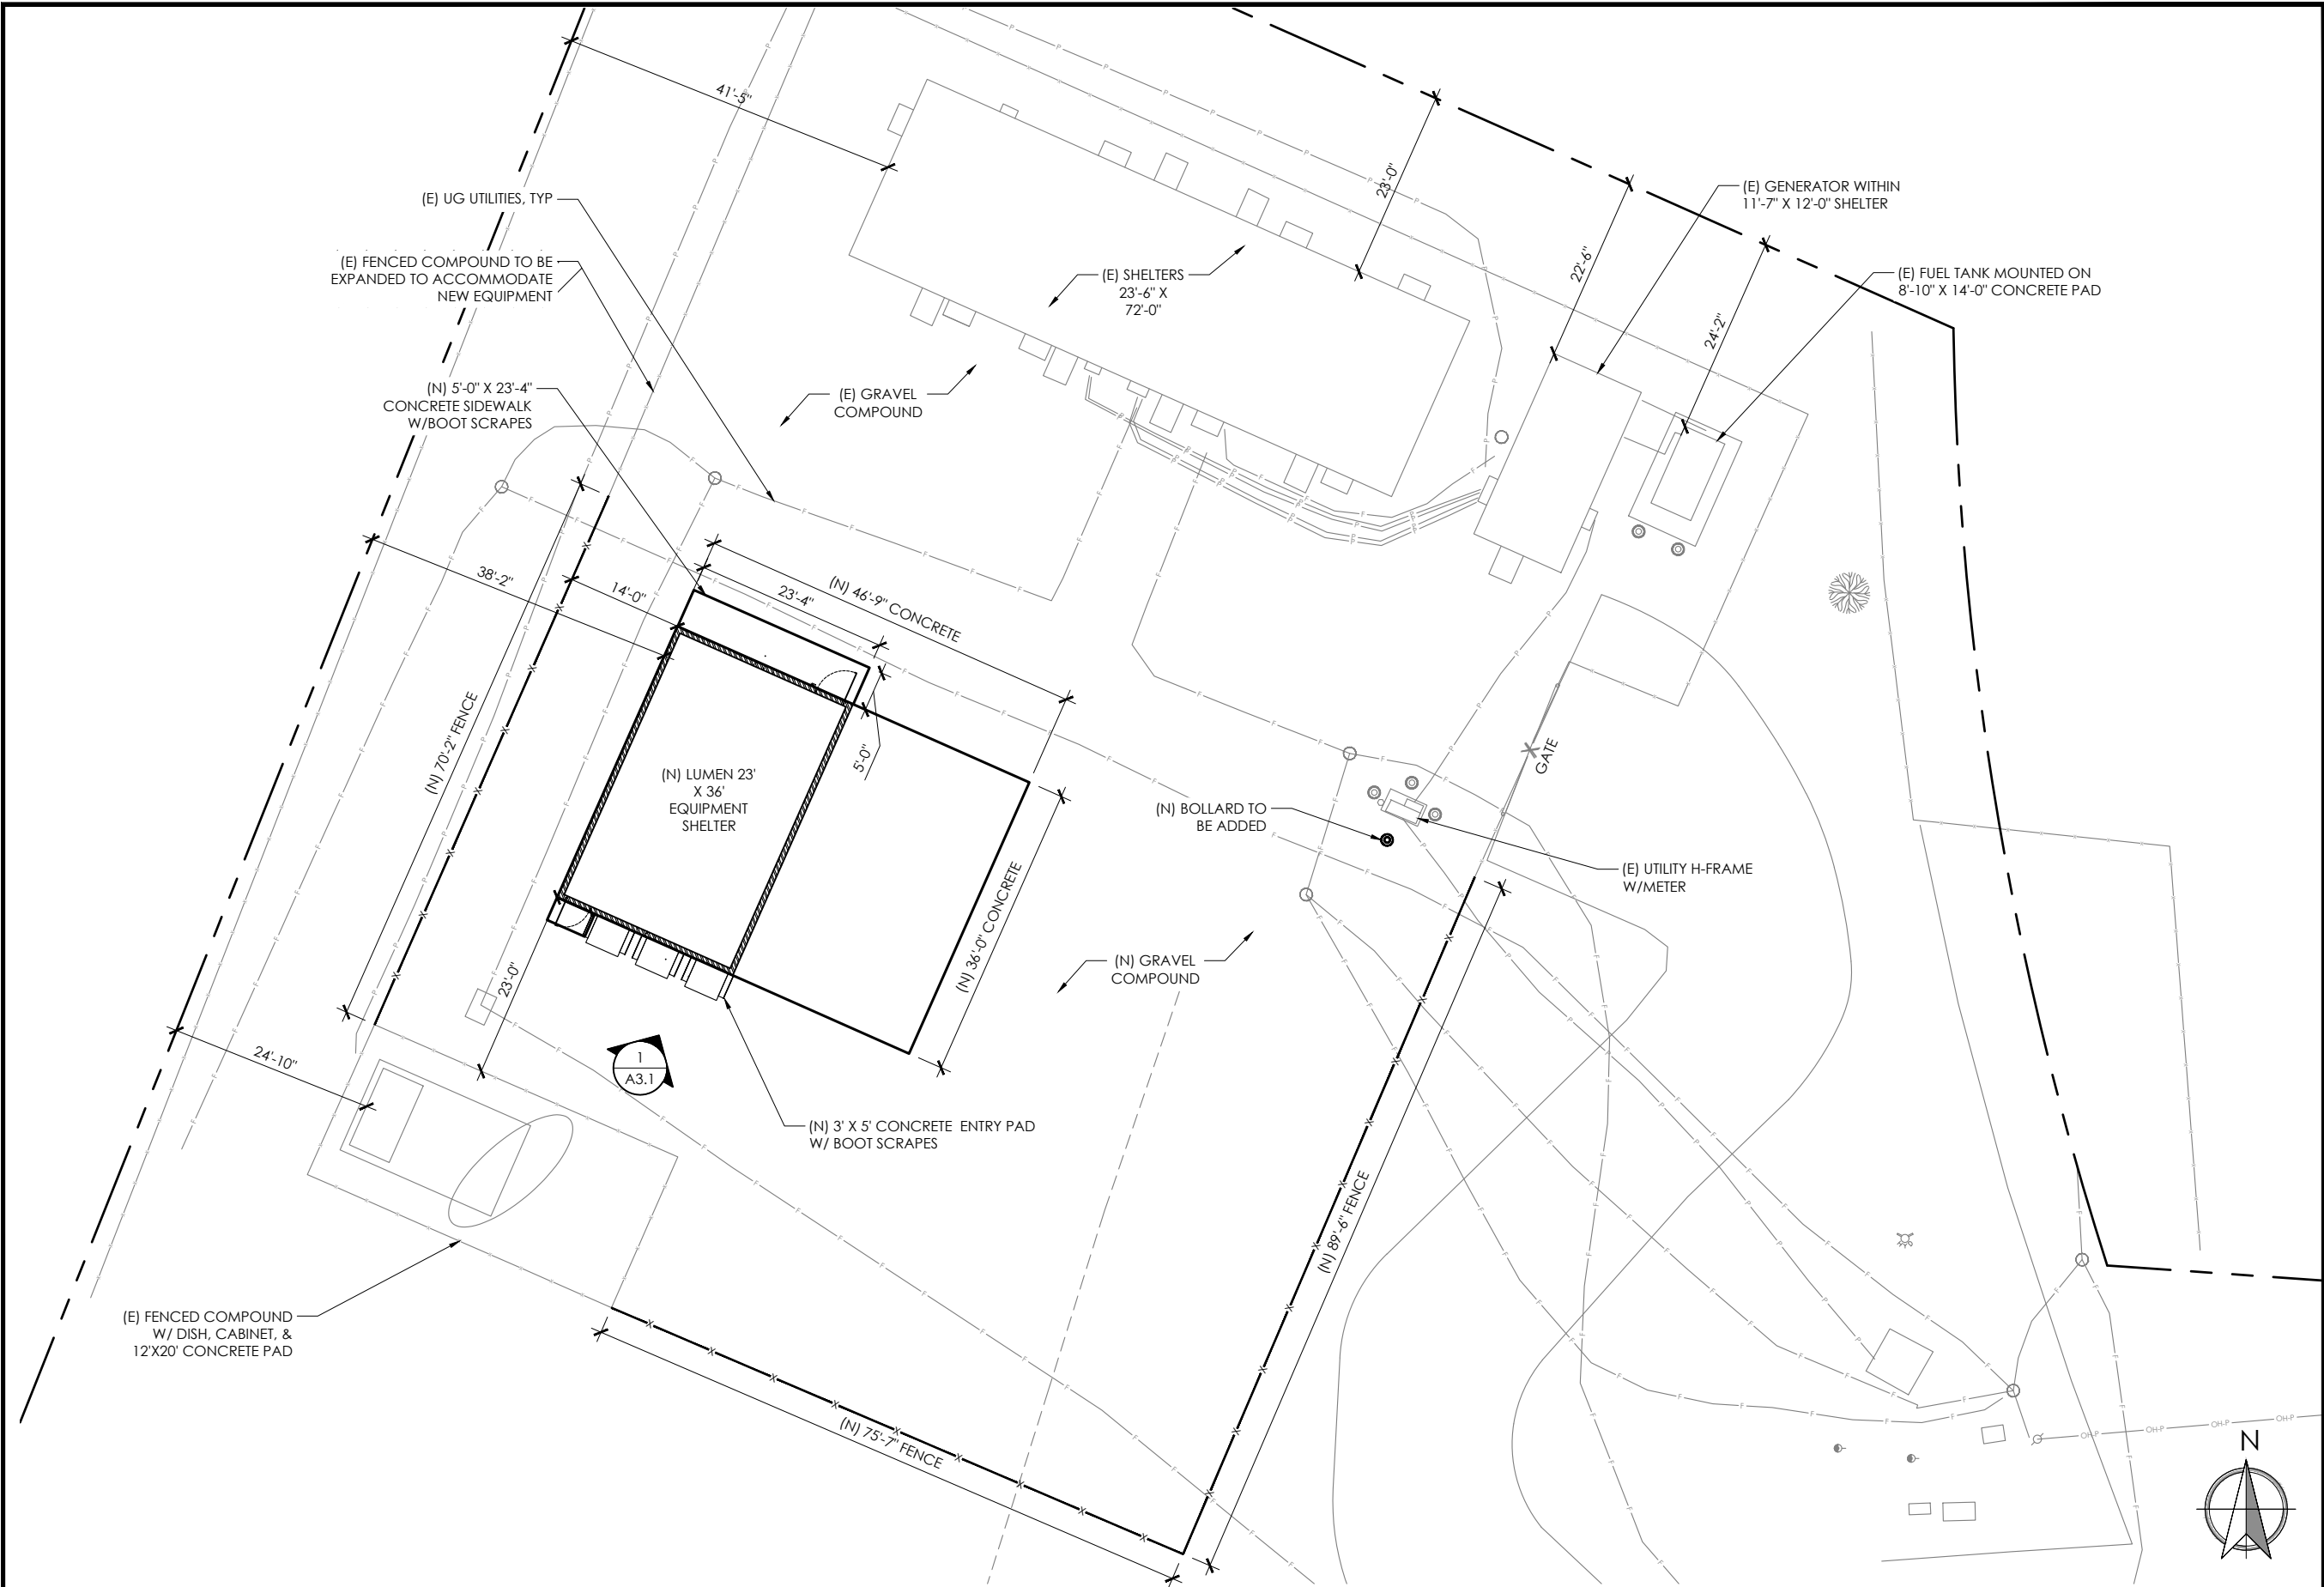 41'-5"
23'-0"
(E) UG UTILITIES, TYP
(E) GENERATOR WITHIN
11'-7" X 12'-0" SHELTER
22'-6"
(E) FENCED COMPOUND TO BE
EXPANDED TO ACCOMMODATE
NEW EQUIPMENT
(E) SHELTERS
23'-6" X
72'-0"
(E) FUEL TANK MOUNTED ON
8'-10" X 14'-0" CONCRETE PAD
24'-2"
(N) 5'-0" X 23'-4"
CONCRETE SIDEWALK
W/BOOT SCRAPES
(E) GRAVEL
COMPOUND
38'-2"
14'-0"
23'-4"
(N) 46'-9" CONCRETE
(N) 70'-2" FENCE
5'-0"
GATE
(N) LUMEN 23'
X 36'
EQUIPMENT
SHELTER
(N) BOLLARD TO
BE ADDED
(E) UTILITY H-FRAME
W/METER
(N) 36'-0" CONCRETE
23'-0"
(N) GRAVEL
COMPOUND
24'-10"
1
A3.1
(N) 3' X 5' CONCRETE ENTRY PAD
W/ BOOT SCRAPES
(N) 89'-6" FENCE
(E) FENCED COMPOUND
W/ DISH, CABINET, &
12'X20' CONCRETE PAD
(N) 75'-7" FENCE
OH-P OH-P OH-P OH-P
N